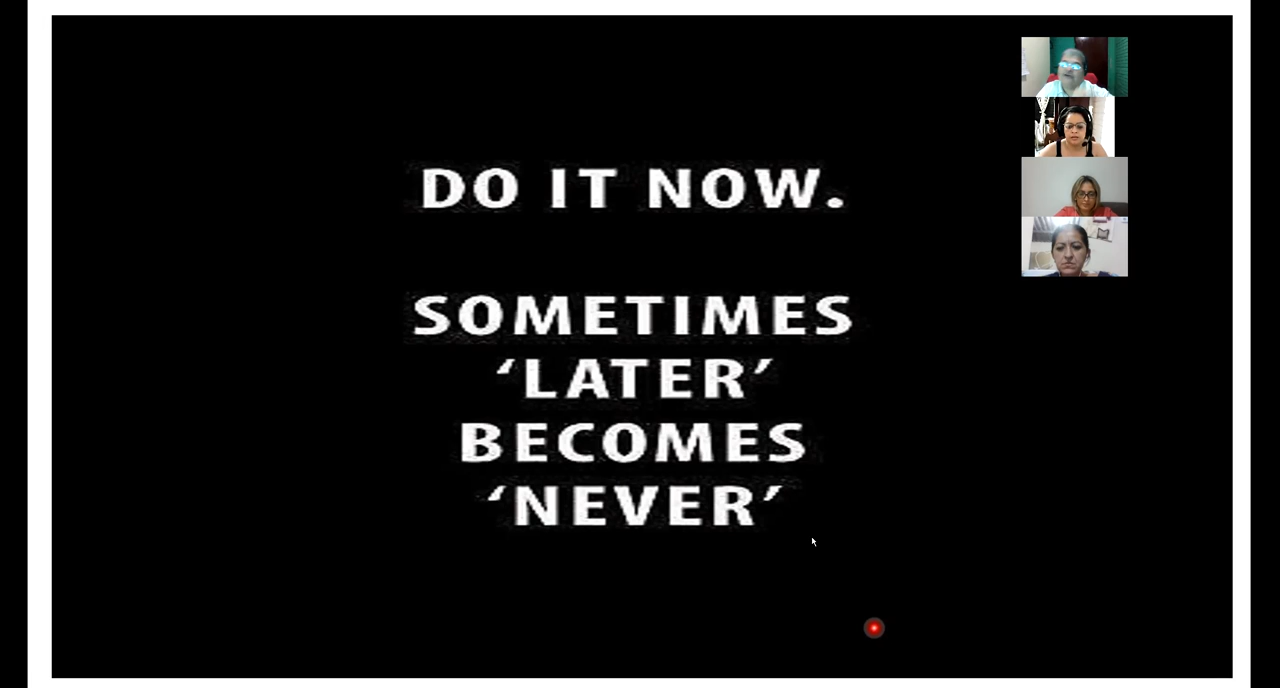 DO IT NOW.
SOMETIMES
‘LATER’
BECOMES
‘NEVER’